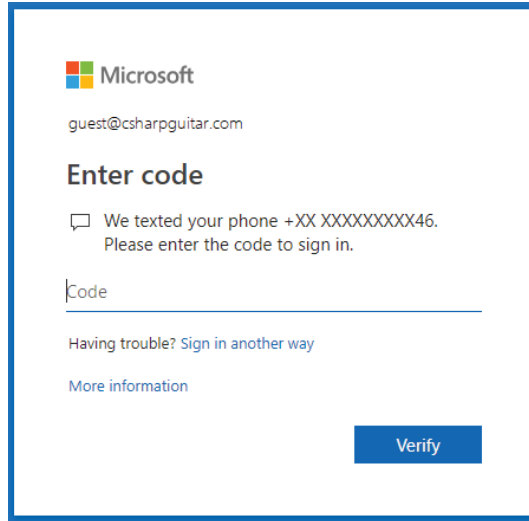 Microsoft
guest@csharpguitar.com
Enter code
We texted your phone +XX XXXXXXXXX46.
Please enter the code to sign in.
Code
Having trouble? Sign in another way
More information
Verify